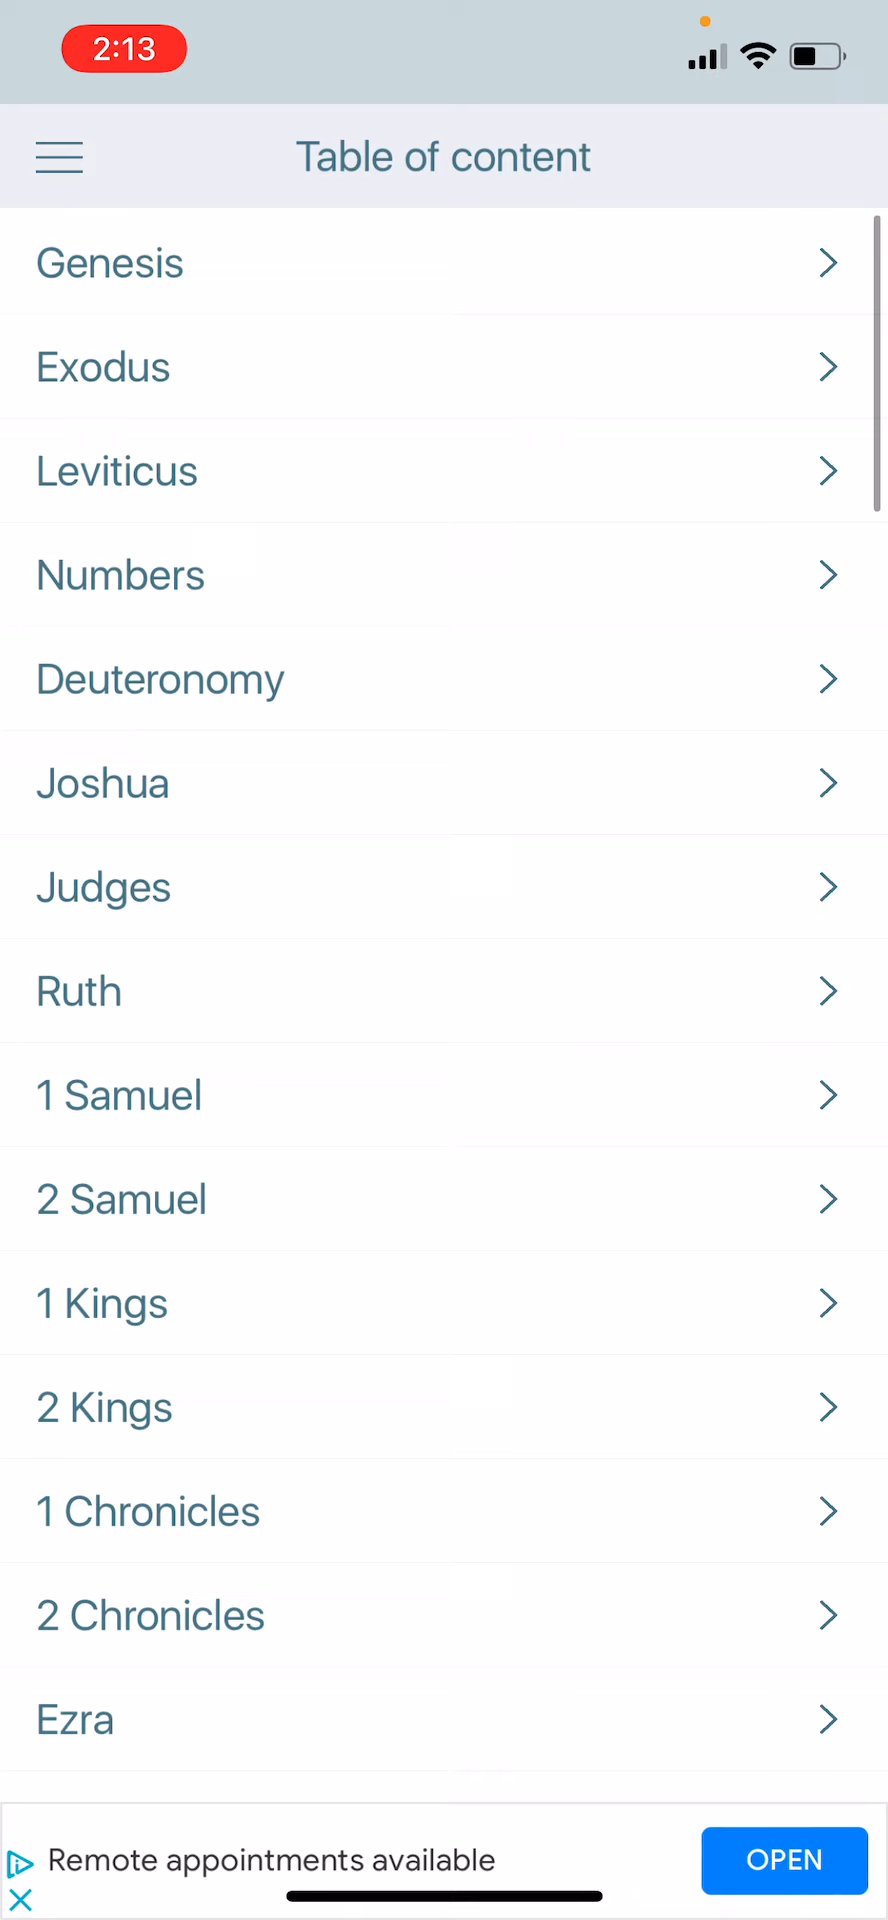 2:13
Table of content
Genesis
Exodus
Leviticus
Numbers
Deuteronomy
Joshua
Judges
Ruth
1 Samuel
2 Samuel
1 Kings
2 Kings
1 Chronicles
2 Chronicles
Ezra
Remote appointments available
OPEN